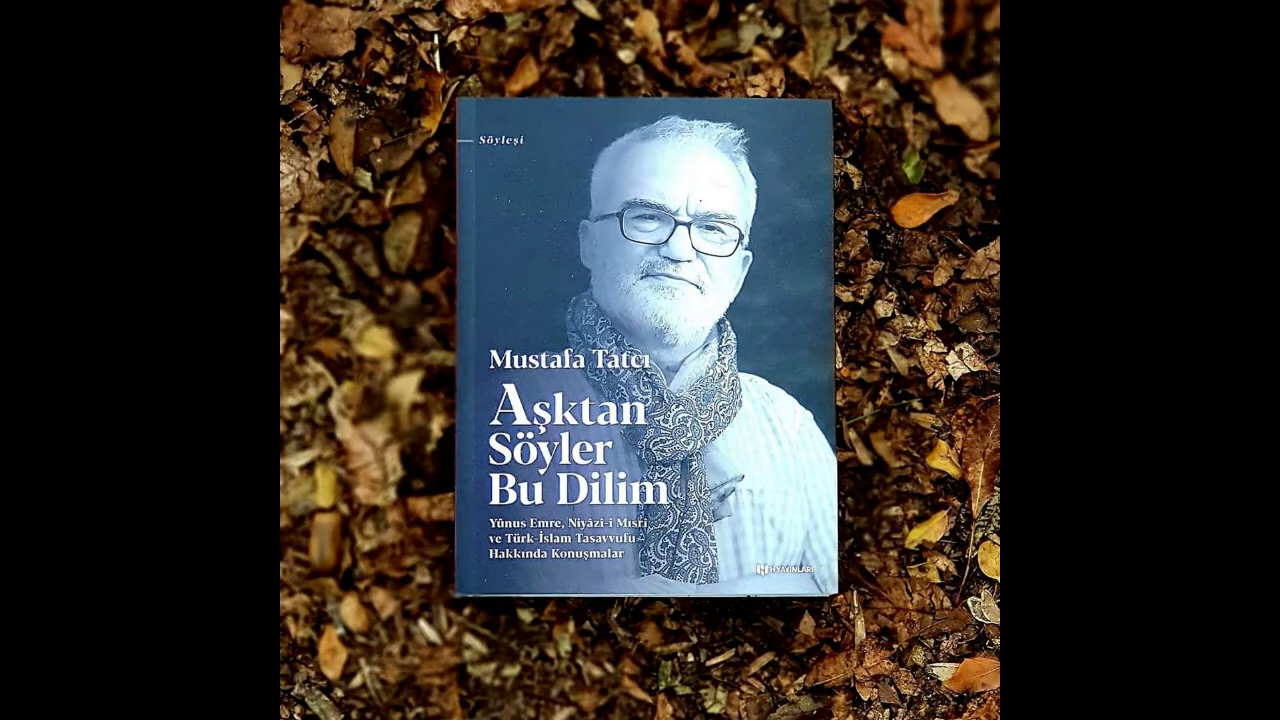 Söyleşi
Mustafa Tatcı
Aşktan
Söyler
Bu Dilim
Yûnus Emre, Niyâzî-i Mısrî
ve Türk-İslam Tasavvufu
Hakkında Konuşmalar
H YAYINLARI